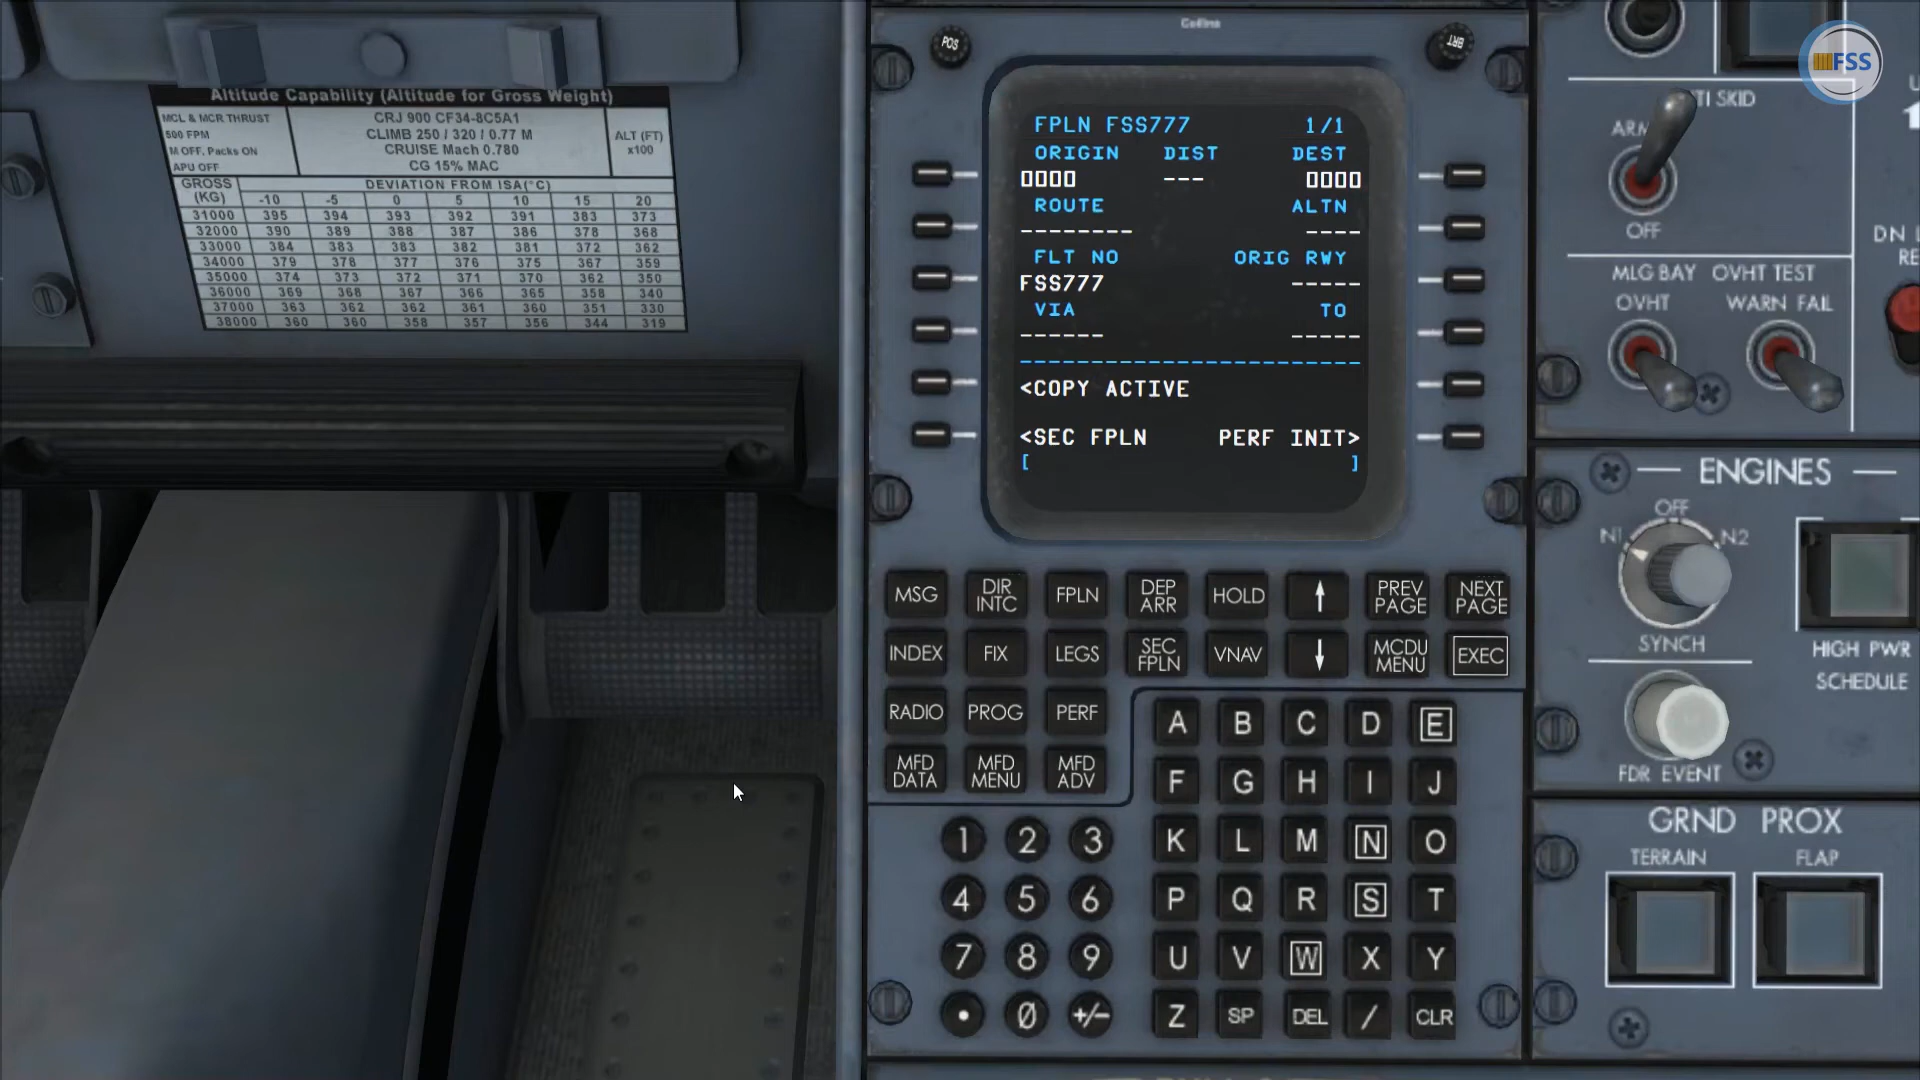 Collins
POS
BRT
FSS
Altitude Capability (Altitude for Gross Weight)
MCL & MCR THRUST
500 FPM
M OFF, Packs ON
APU OFF
CRJ 900 CF34-8C5A1
CLIMB 250 / 320 / 0.77 M
CRUISE Mach 0.780
CG 15% MAC
ALT (FT)
x100
GROSS
(KG)
DEVIATION FROM ISA(°C)
-10 -5 0 5 10 15 20
31000 395 394 393 392 391 383 373
32000 390 389 388 387 386 378 368
33000 384 383 383 382 381 372 362
34000 379 378 377 376 375 367 359
35000 374 373 372 371 370 362 350
36000 369 368 367 366 365 358 340
37000 363 362 362 361 360 351 330
38000 360 360 358 357 356 344 319
FPLN FSS777 1/1
ORIGIN DIST DEST
▯▯▯▯ --- ▯▯▯▯
ROUTE ALTN
-------- ----
FLT NO ORIG RWY
FSS777 -----
VIA TO
------ -----
------------------------
<COPY ACTIVE
<SEC FPLN PERF INIT>
[ ]
MSG DIR INTC FPLN DEP ARR HOLD ↑ PREV PAGE NEXT PAGE
INDEX FIX LEGS SEC FPLN VNAV ↓ MCDU MENU EXEC
RADIO PROG PERF
MFD DATA MFD MENU MFD ADV
A B C D E
F G H I J
K L M N O
P Q R S T
U V W X Y
Z SP DEL / CLR
1 2 3
4 5 6
7 8 9
• 0 +/-
TI SKID
ARM
OFF
DN L
RE
MLG BAY OVHT TEST
OVHT WARN FAIL
ENGINES
OFF
N1 N2
SYNCH
HIGH PWR
SCHEDULE
FDR EVENT
GRND PROX
TERRAIN FLAP